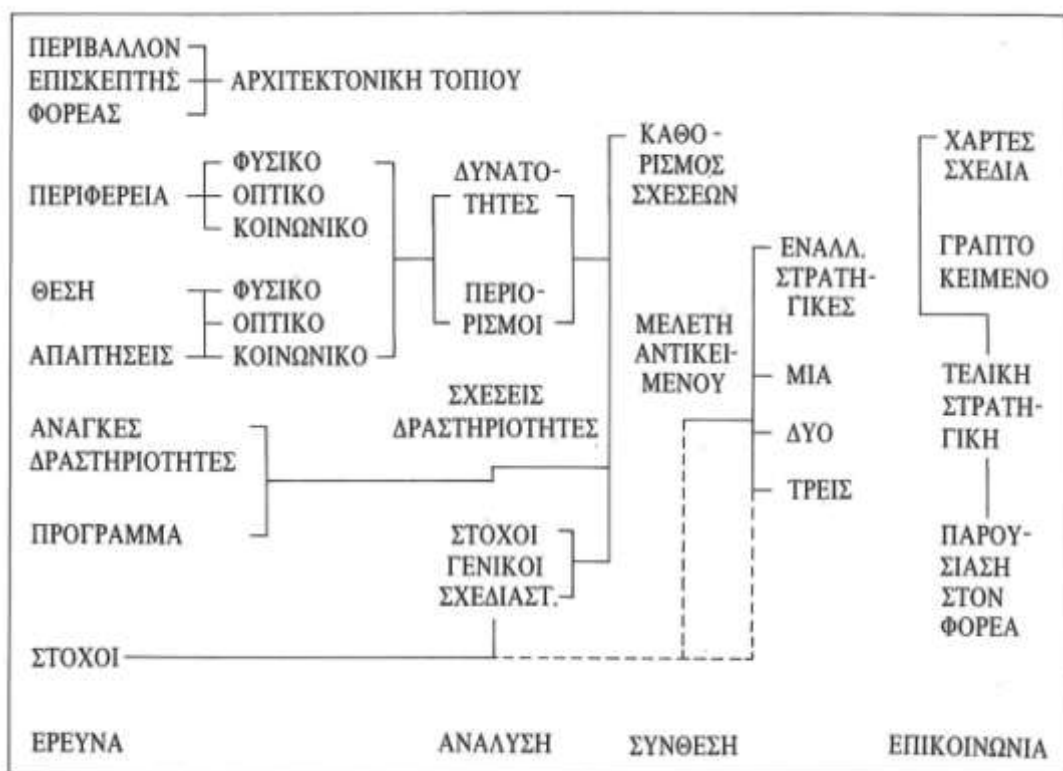 ΠΕΡΙΒΑΛΛΟΝ
ΕΠΙΣΚΕΠΤΗΣ
ΦΟΡΕΑΣ
ΑΡΧΙΤΕΚΤΟΝΙΚΗ ΤΟΠΙΟΥ
ΠΕΡΙΦΕΡΕΙΑ
ΦΥΣΙΚΟ
ΟΠΤΙΚΟ
ΚΟΙΝΩΝΙΚΟ
ΘΕΣΗ
ΑΠΑΙΤΗΣΕΙΣ
ΦΥΣΙΚΟ
ΟΠΤΙΚΟ
ΚΟΙΝΩΝΙΚΟ
ΑΝΑΓΚΕΣ
ΔΡΑΣΤΗΡΙΟΤΗΤΕΣ
ΠΡΟΓΡΑΜΜΑ
ΣΤΟΧΟΙ
ΕΡΕΥΝΑ
ΔΥΝΑΤΟ-
ΤΗΤΕΣ
ΠΕΡΙΟ-
ΡΙΣΜΟΙ
ΣΧΕΣΕΙΣ
ΔΡΑΣΤΗΡΙΟΤΗΤΕΣ
ΣΤΟΧΟΙ
ΓΕΝΙΚΟΙ
ΣΧΕΔΙΑΣΤ.
ΑΝΑΛΥΣΗ
ΚΑΘΟ-
ΡΙΣΜΟΣ
ΣΧΕΣΕΩΝ
ΜΕΛΕΤΗ
ΑΝΤΙΚΕΙ-
ΜΕΝΟΥ
ΕΝΑΛΛ.
ΣΤΡΑΤΗ-
ΓΙΚΕΣ
ΜΙΑ
ΔΥΟ
ΤΡΕΙΣ
ΣΥΝΘΕΣΗ
ΧΑΡΤΕΣ
ΣΧΕΔΙΑ
ΓΡΑΠΤΟ
ΚΕΙΜΕΝΟ
ΤΕΛΙΚΗ
ΣΤΡΑΤΗ-
ΓΙΚΗ
ΠΑΡΟΥ-
ΣΙΑΣΗ
ΣΤΟΝ
ΦΟΡΕΑ
ΕΠΙΚΟΙΝΩΝΙΑ